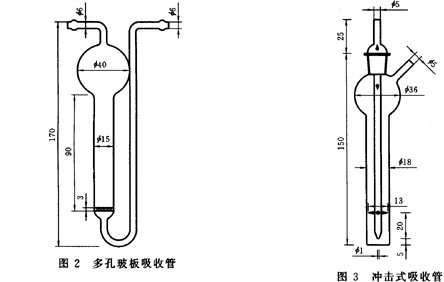 φ6
φ6
φ40
170
90
φ15
3
图 2 多孔玻板吸收管
φ5
25
φ5
φ36
150
φ18
13
20
φ1
5
图 3 冲击式吸收管